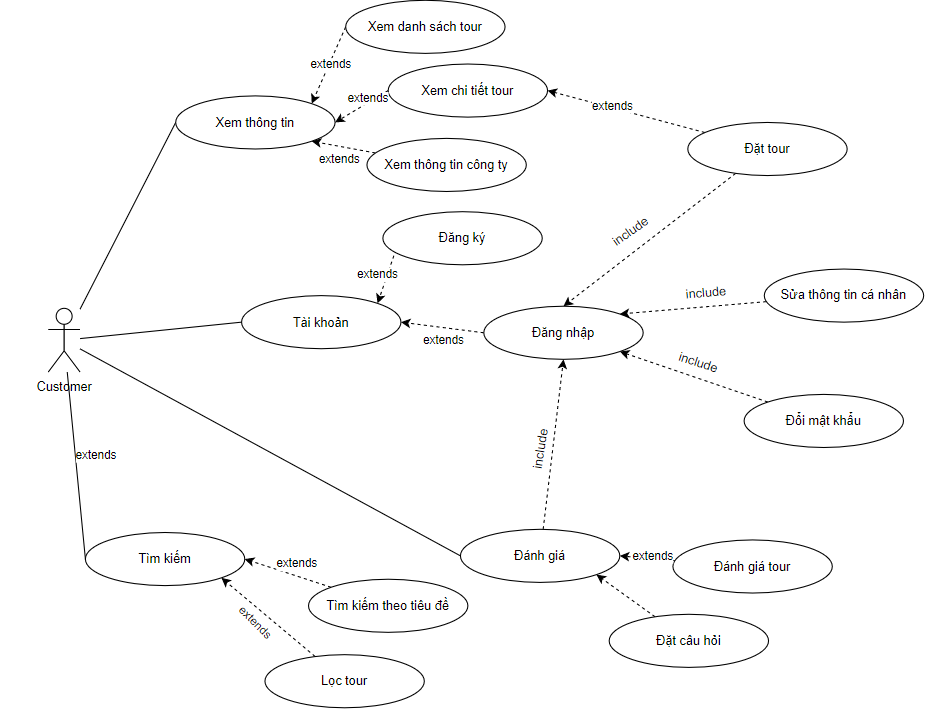 Xem danh sách tour
extends
Xem chi tiết tour
extends
extends
Xem thông tin
Đặt tour
extends
Xem thông tin công ty
include
Đăng ký
extends
Sửa thông tin cá nhân
include
Tài khoản
Đăng nhập
extends
include
Customer
Đổi mật khẩu
extends
include
Tìm kiếm
Đánh giá
extends
extends
Đánh giá tour
Tìm kiếm theo tiêu đề
extends
Đặt câu hỏi
Lọc tour